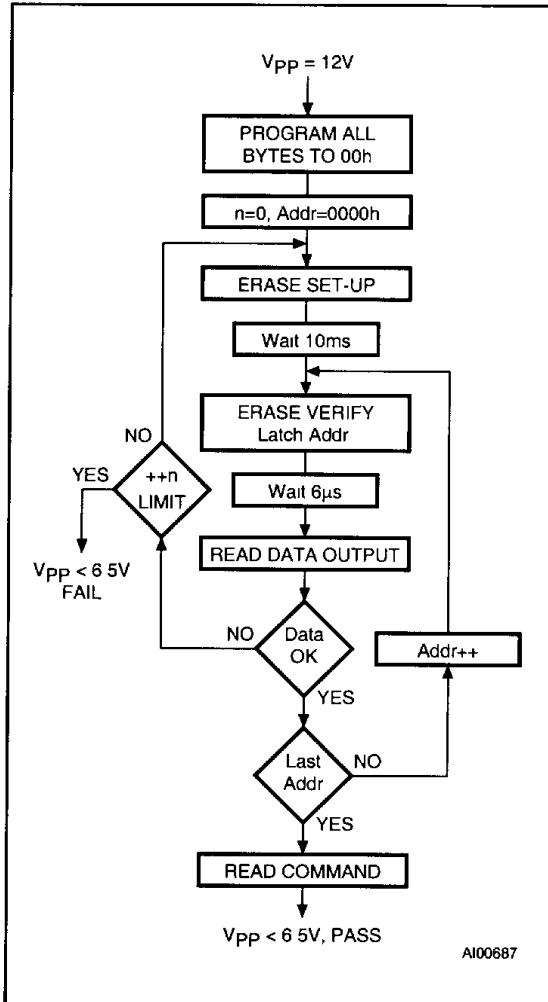 VPP = 12V
PROGRAM ALL
BYTES TO 00h
n=0, Addr=0000h
ERASE SET-UP
Wait 10ms
ERASE VERIFY
Latch Addr
NO
YES
++n
LIMIT
Wait 6µs
VPP < 6 5V
FAIL
READ DATA OUTPUT
NO
Data
OK
Addr++
YES
Last
Addr
NO
YES
READ COMMAND
VPP < 6 5V, PASS
AI00687